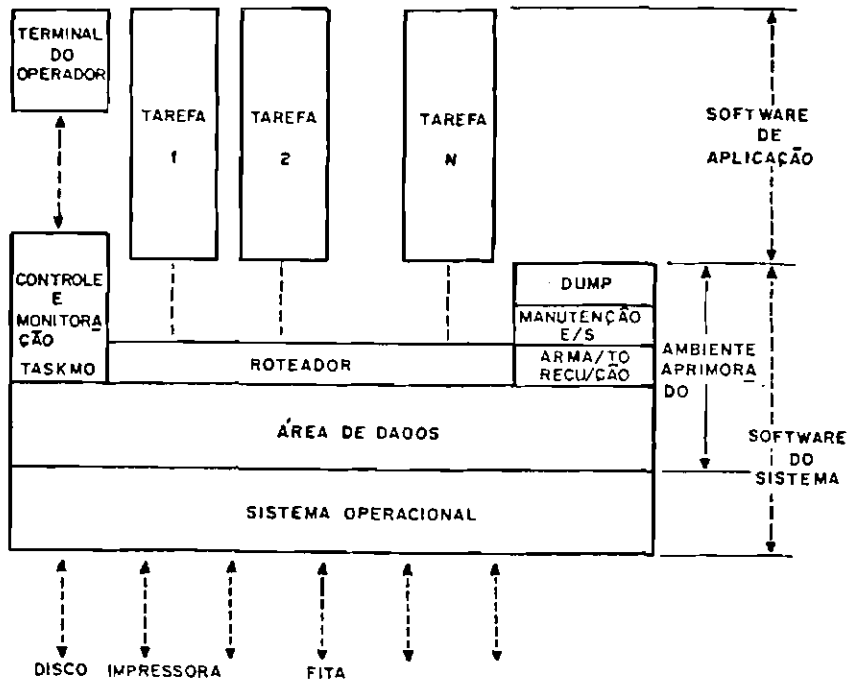 TERMINAL
DO
OPERADOR
TAREFA
1
TAREFA
2
TAREFA
N
SOFTWARE
DE
APLICAÇÃO
CONTROLE
E
MONITORA
ÇÃO
TASKMO
ROTEADOR
DUMP
MANUTENÇÃO
E/S
ARMA/TO
RECU/ÇÃO
AMBIENTE
APRIMORA
DO
ÁREA DE DADOS
SOFTWARE
DO
SISTEMA
SISTEMA OPERACIONAL
DISCO
IMPRESSORA
FITA